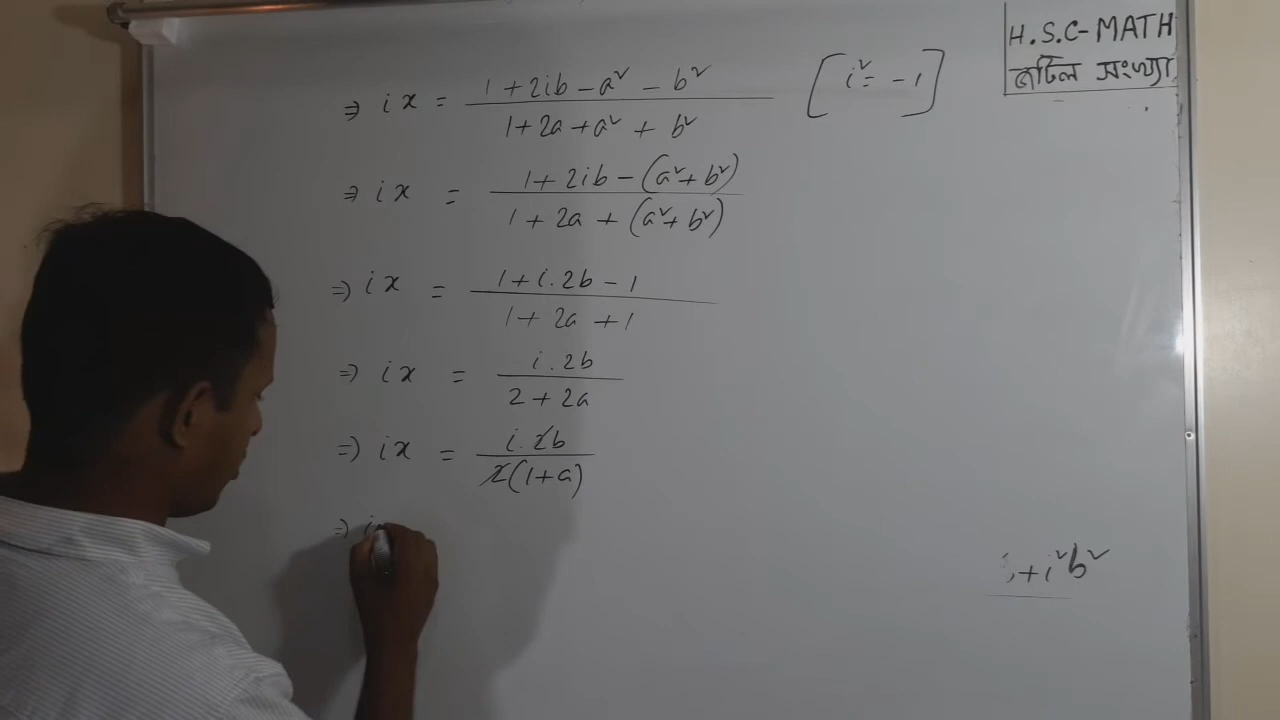 H.S.C-MATH
জটিল সংখ্যা
⇒ ix = (1 + 2ib - a² - b²) / (1 + 2a + a² + b²) [i² = -1]
⇒ ix = (1 + 2ib - (a² + b²)) / (1 + 2a + (a² + b²))
⇒ ix = (1 + i.2b - 1) / (1 + 2a + 1)
⇒ ix = (i.2b) / (2 + 2a)
⇒ ix = (i.2b) / (2(1+a))
⇒ i
+ i²b²